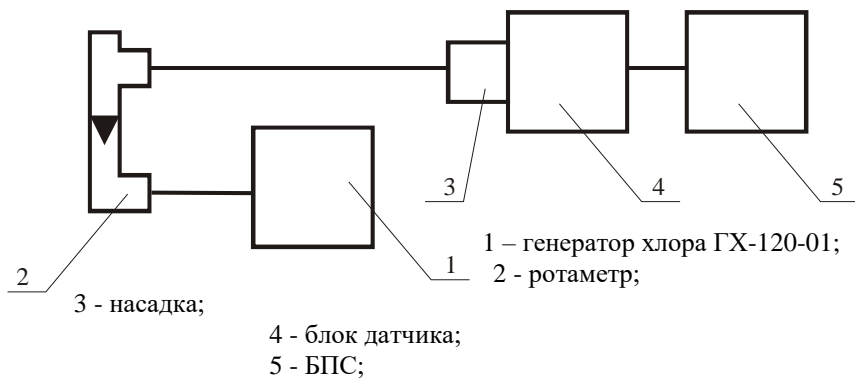 3
4
5
1 – генератор хлора ГХ-120-01;
2
1
2 - ротаметр;
3 - насадка;
4 - блок датчика;
5 - БПС;